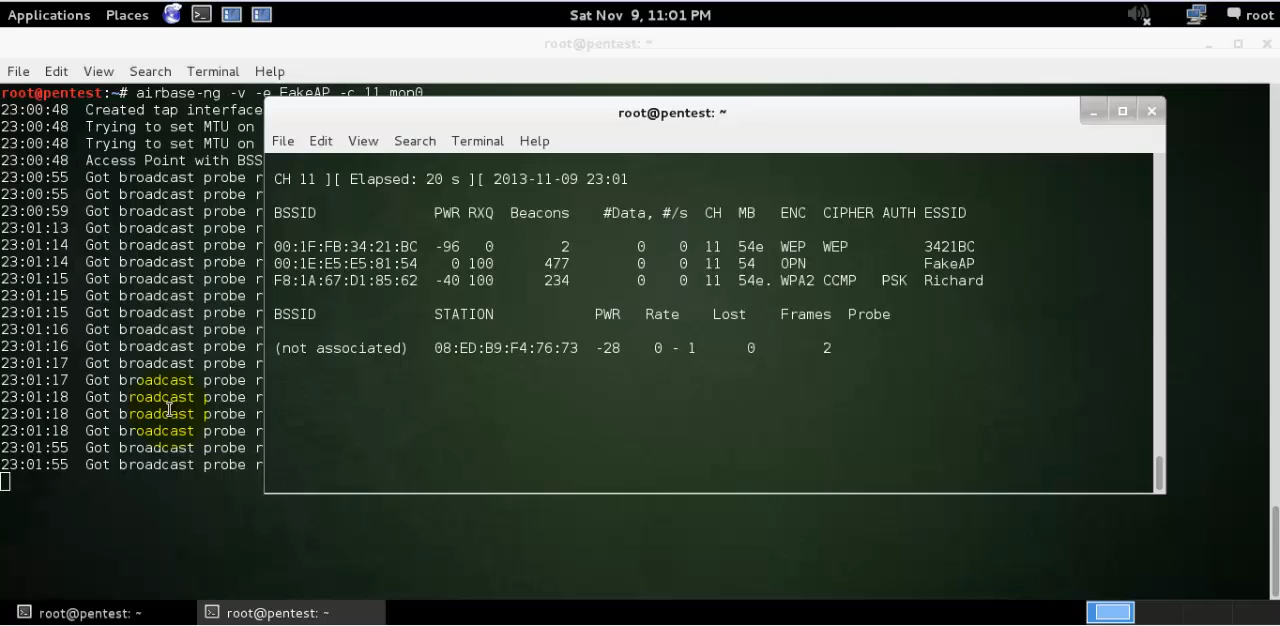 Applications Places Sat Nov 9, 11:01 PM root
root@pentest: ~
File Edit View Search Terminal Help
root@pentest:~# airbase-ng -v -e FakeAP -c 11 mon0
23:00:48 Created tap interface
23:00:48 Trying to set MTU on
23:00:48 Trying to set MTU on
23:00:48 Access Point with BSS
23:00:55 Got broadcast probe r
23:00:55 Got broadcast probe r
23:00:59 Got broadcast probe r
23:01:13 Got broadcast probe r
23:01:14 Got broadcast probe r
23:01:14 Got broadcast probe r
23:01:15 Got broadcast probe r
23:01:15 Got broadcast probe r
23:01:15 Got broadcast probe r
23:01:16 Got broadcast probe r
23:01:16 Got broadcast probe r
23:01:17 Got broadcast probe r
23:01:17 Got broadcast probe r
23:01:18 Got broadcast probe r
23:01:18 Got broadcast probe r
23:01:18 Got broadcast probe r
23:01:55 Got broadcast probe r
23:01:55 Got broadcast probe r
root@pentest: ~
File Edit View Search Terminal Help
CH 11 ][ Elapsed: 20 s ][ 2013-11-09 23:01
BSSID PWR RXQ Beacons #Data, #/s CH MB ENC CIPHER AUTH ESSID
00:1F:FB:34:21:BC -96 0 2 0 0 11 54e WEP WEP 3421BC
00:1E:E5:E5:81:54 0 100 477 0 0 11 54 OPN FakeAP
F8:1A:67:D1:85:62 -40 100 234 0 0 11 54e. WPA2 CCMP PSK Richard
BSSID STATION PWR Rate Lost Frames Probe
(not associated) 08:ED:B9:F4:76:73 -28 0 - 1 0 2
root@pentest: ~ root@pentest: ~